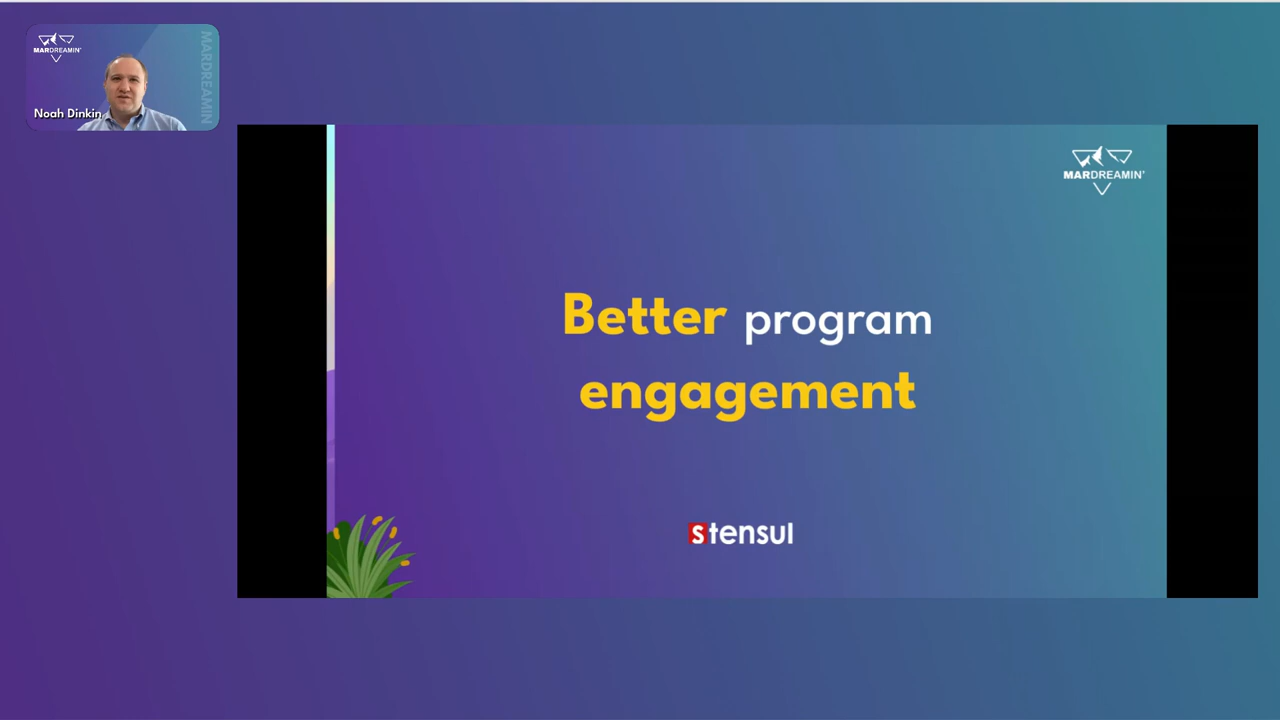 MARDREAMIN'
MARDREAMIN
Noah Dinkin
MARDREAMIN'
Better program
engagement
stensul